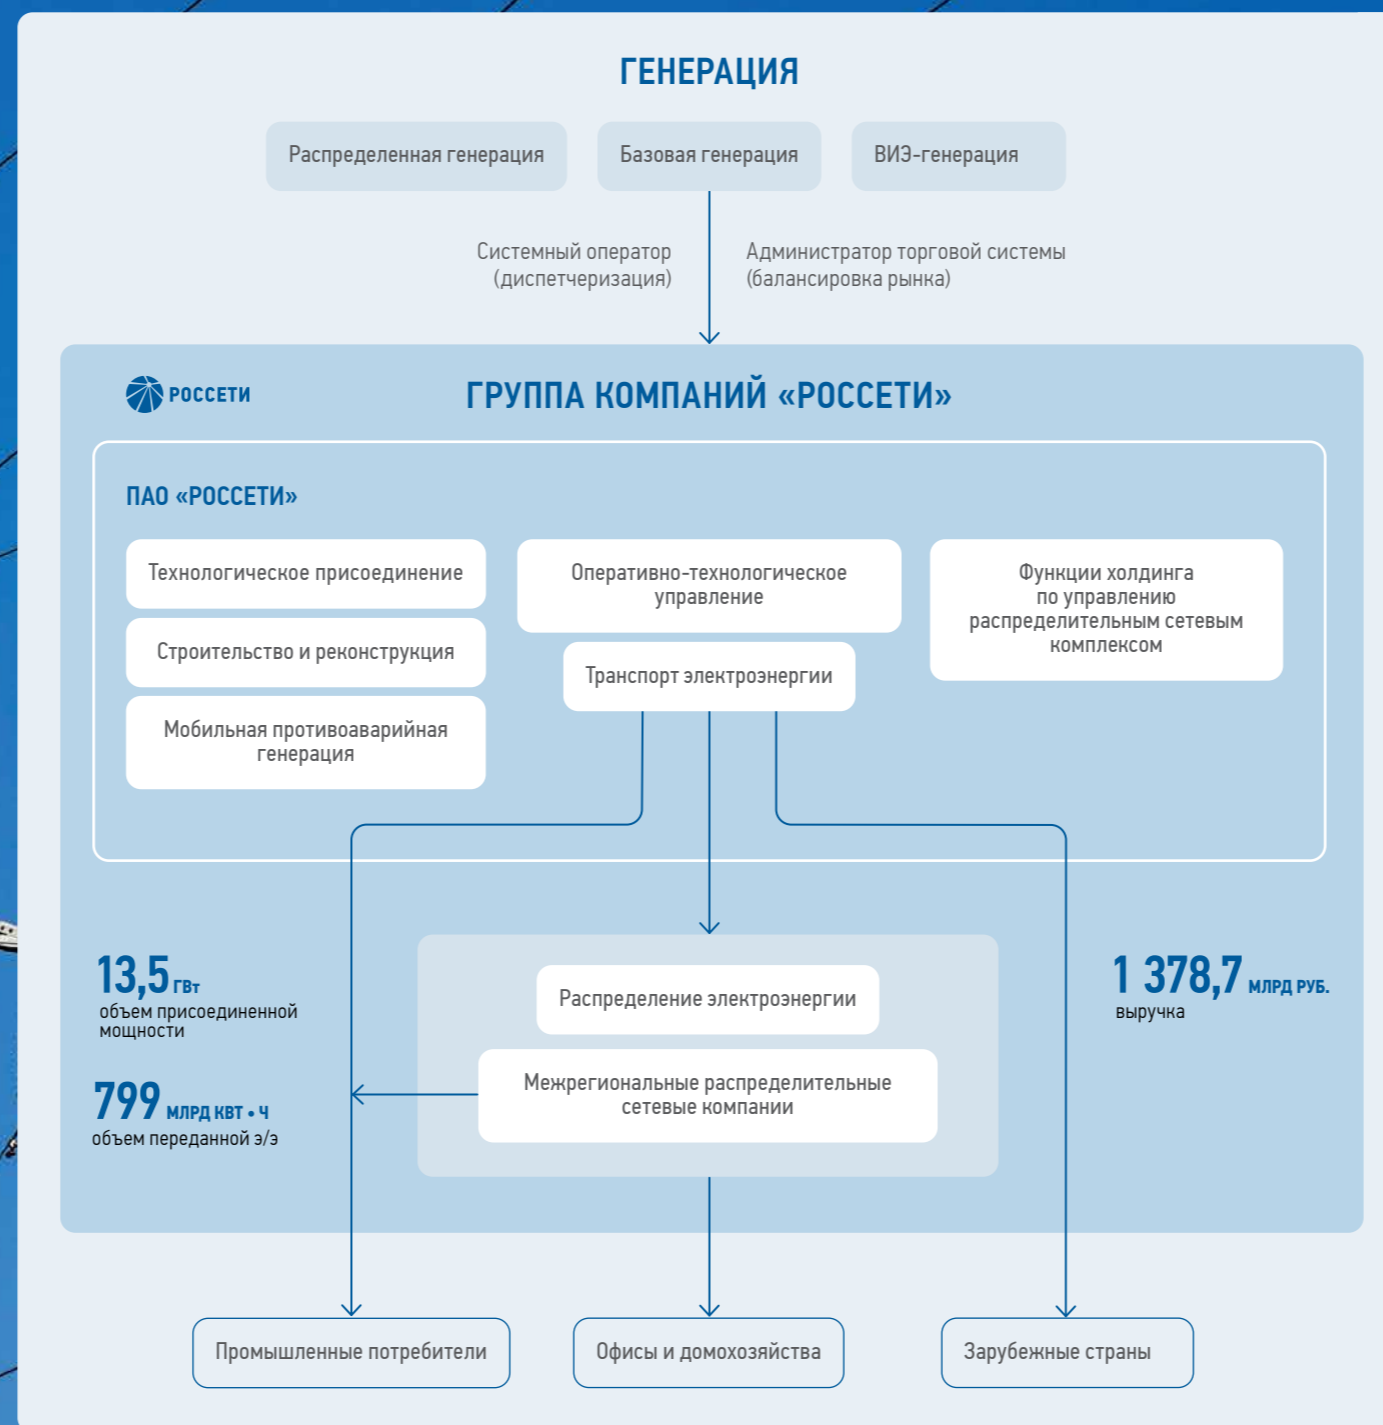 ГЕНЕРАЦИЯ
Распределенная генерация
Базовая генерация
ВИЭ-генерация
Системный оператор
(диспетчеризация)
Администратор торговой системы
(балансировка рынка)
РОССЕТИ
ГРУППА КОМПАНИЙ «РОССЕТИ»
ПАО «РОССЕТИ»
Технологическое присоединение
Строительство и реконструкция
Мобильная противоаварийная
генерация
Оперативно-технологическое
управление
Транспорт электроэнергии
Функции холдинга
по управлению
распределительным сетевым
комплексом
13,5 ГВт
объем присоединенной
мощности
799 МЛРД КВТ • Ч
объем переданной э/э
Распределение электроэнергии
Межрегиональные распределительные
сетевые компании
1 378,7 МЛРД РУБ.
выручка
Промышленные потребители
Офисы и домохозяйства
Зарубежные страны